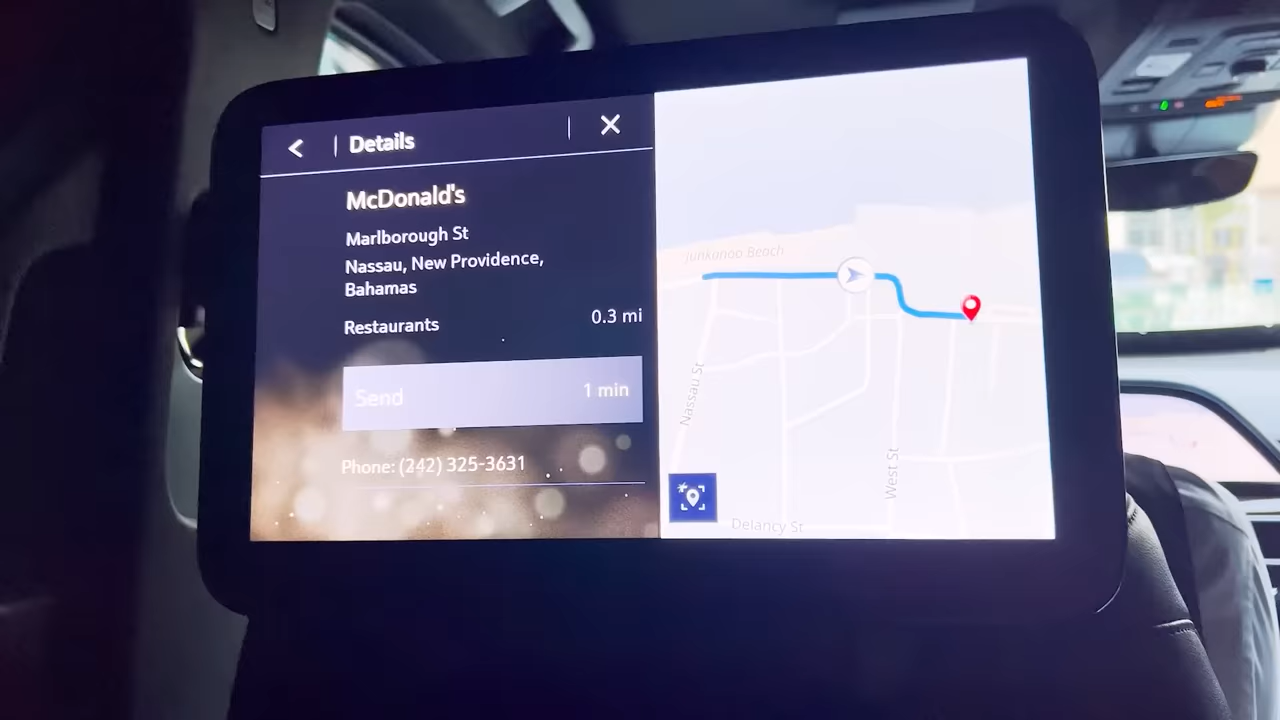 Details
McDonald's
Marlborough St
Nassau, New Providence,
Bahamas
Restaurants 0.3 mi
Send 1 min
Phone: (242) 325-3631
Junkanoo Beach
Nassau St
West St
Delancy St